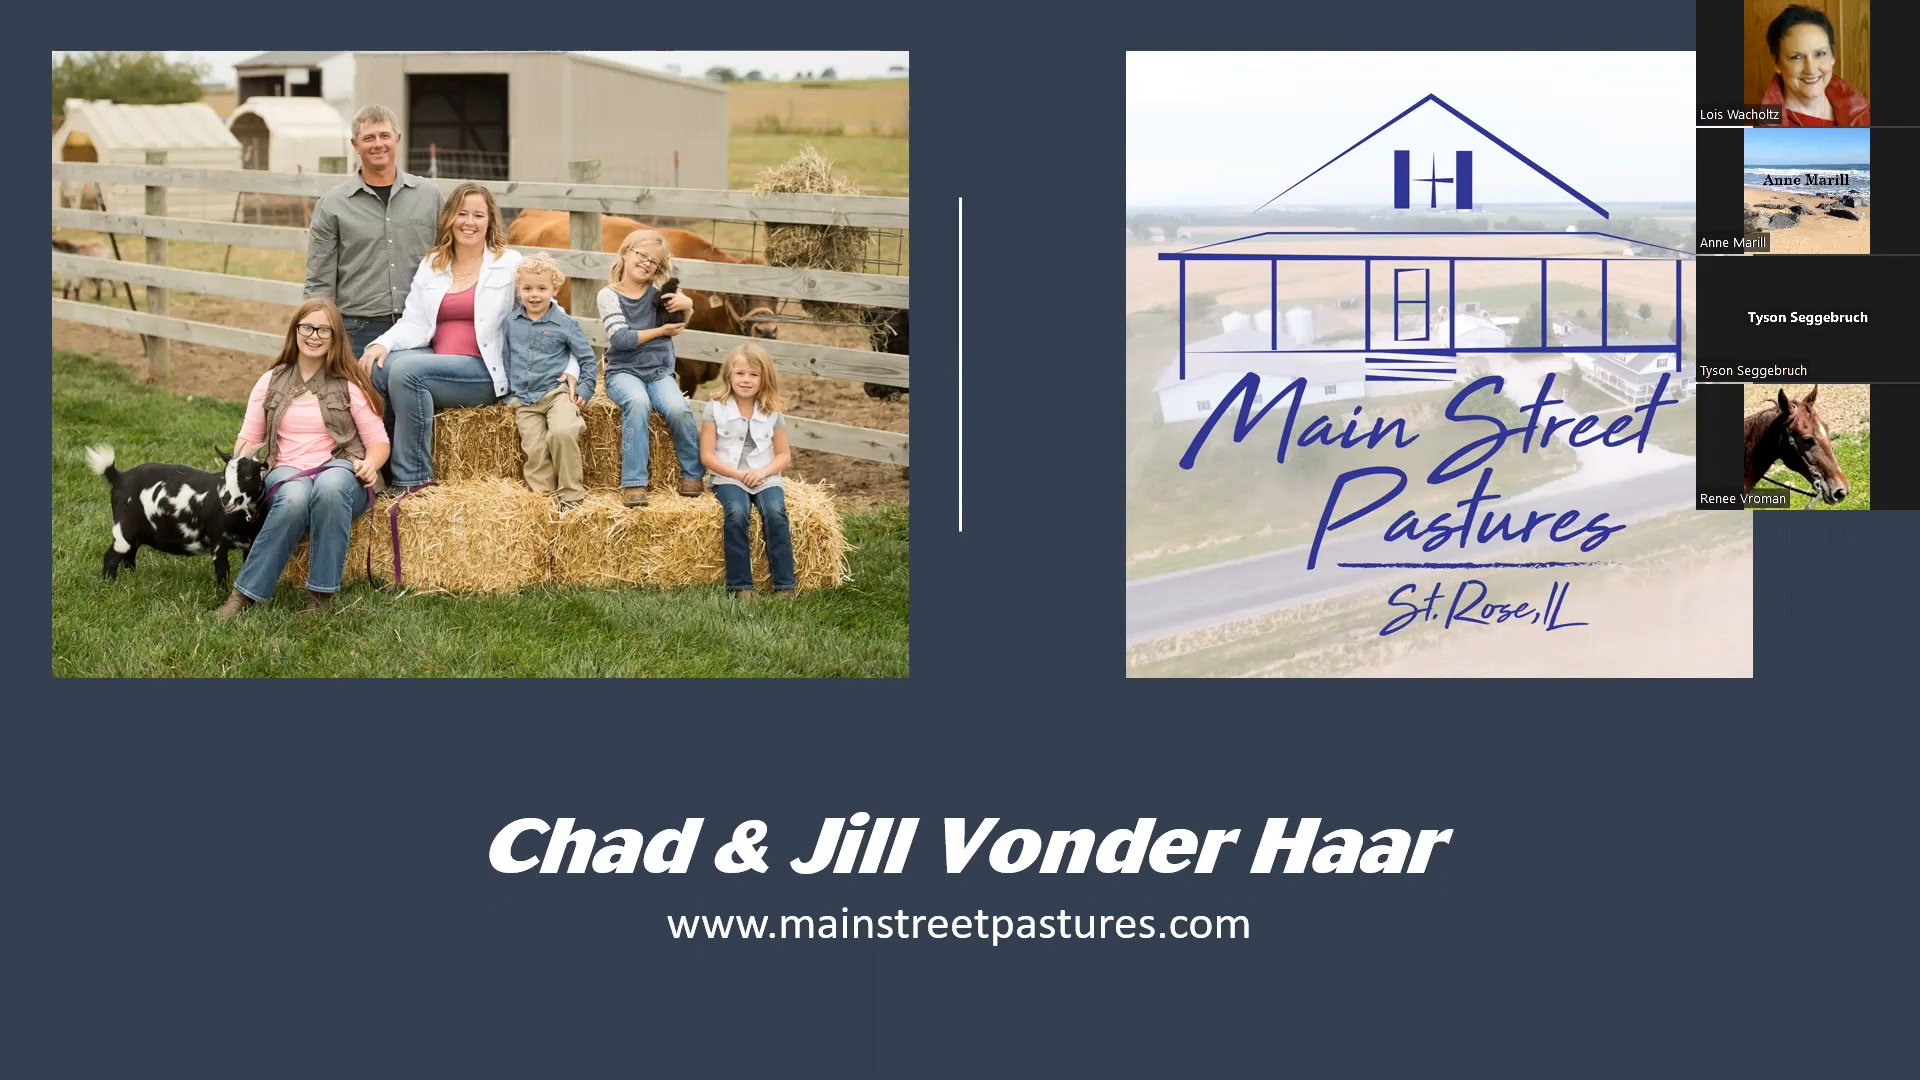 H
Main Street
Pastures
St. Rose, IL
Chad & Jill Vonder Haar
www.mainstreetpastures.com
Lois Wacholtz
Anne Marill
Anne Marill
Tyson Seggebruch
Tyson Seggebruch
Renee Vroman